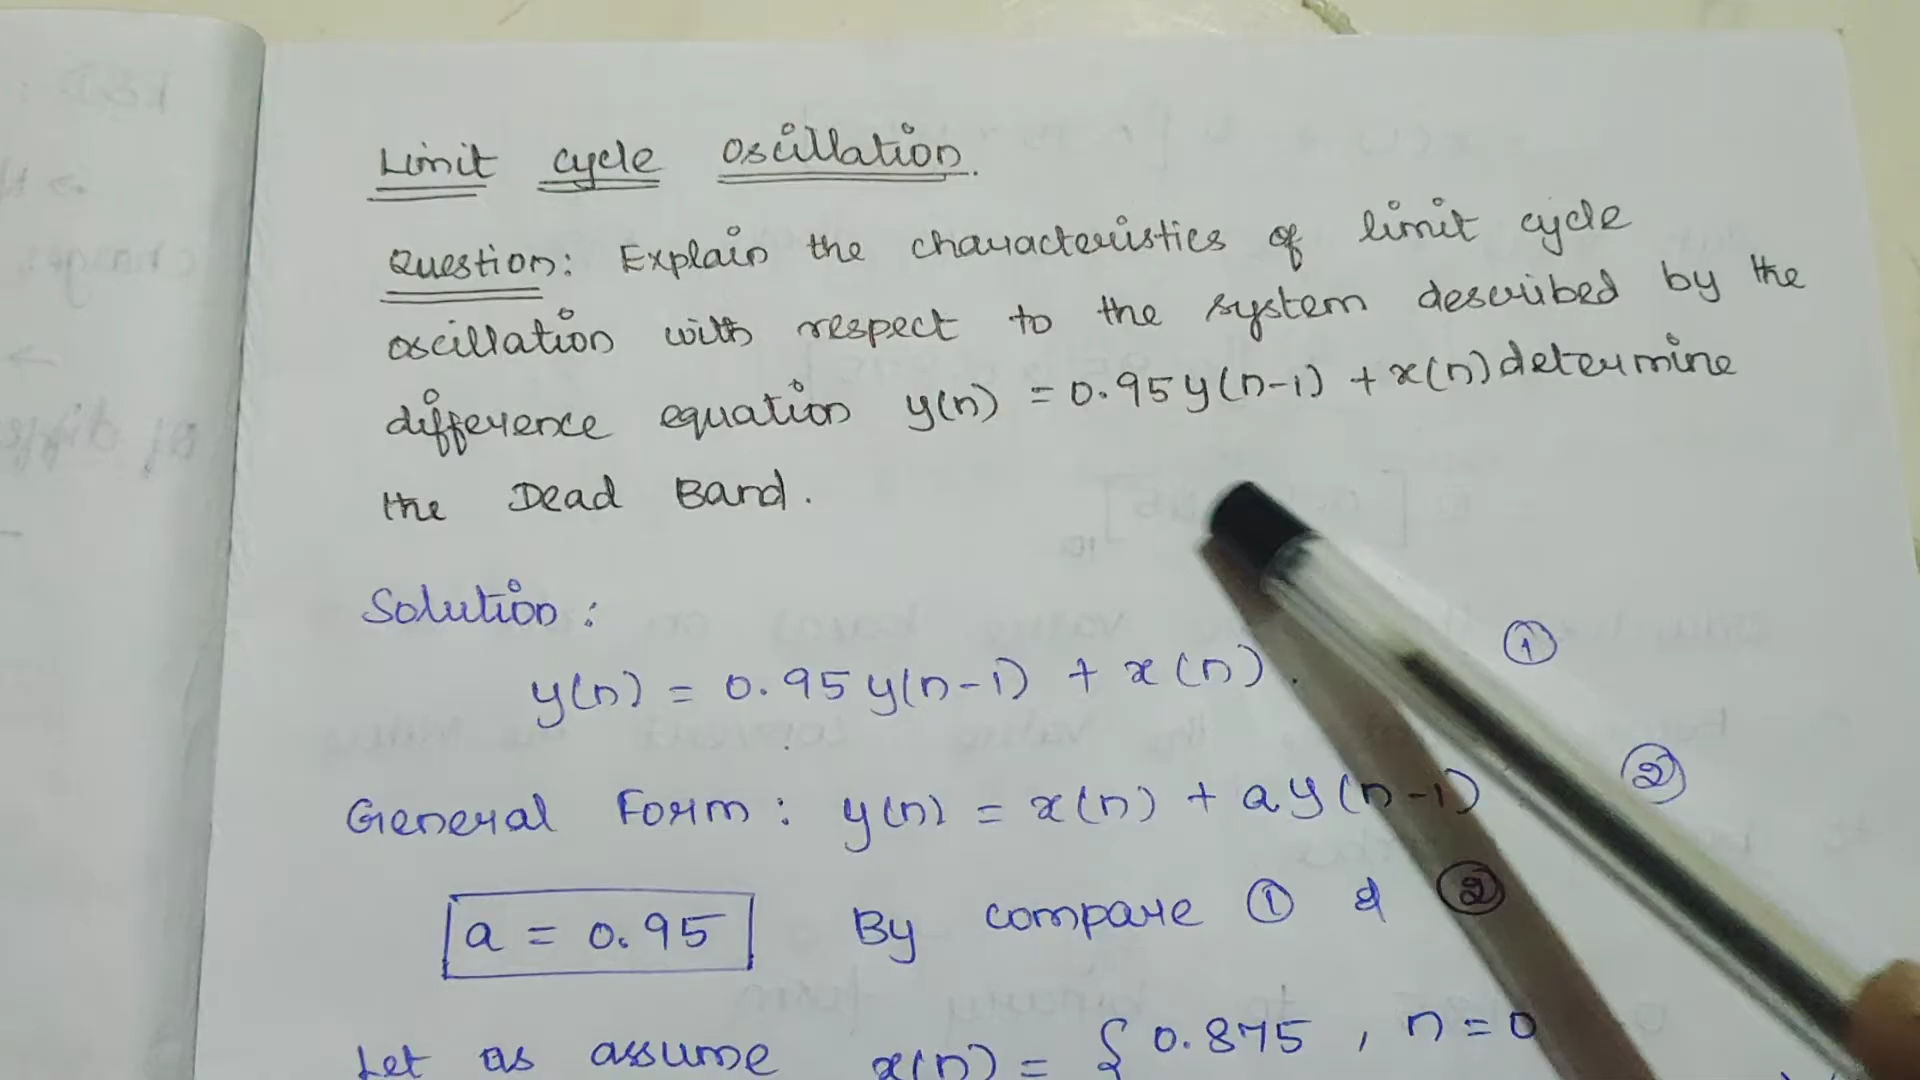 Limit cycle oscillation.
Question: Explain the characteristics of limit cycle
oscillation with respect to the system described by the
difference equation y(n) = 0.95y(n-1) + x(n) determine
the Dead Band.
Solution:
y(n) = 0.95 y(n-1) + x(n). ①
General Form: y(n) = x(n) + ay(n-1) ②
a = 0.95 By compare ① & ②
Let us assume x(n) = { 0.875, n=0